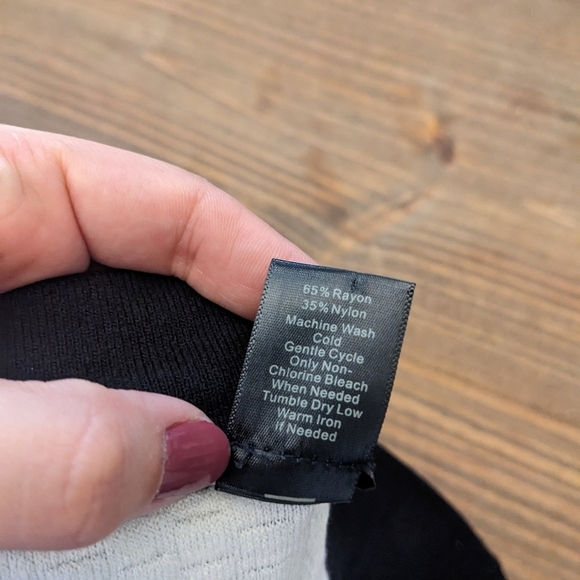 65% Rayon
35% Nylon
Machine Wash
Cold
Gentle Cycle
Only Non-
Chlorine Bleach
When Needed
Tumble Dry Low
Warm Iron
If Needed